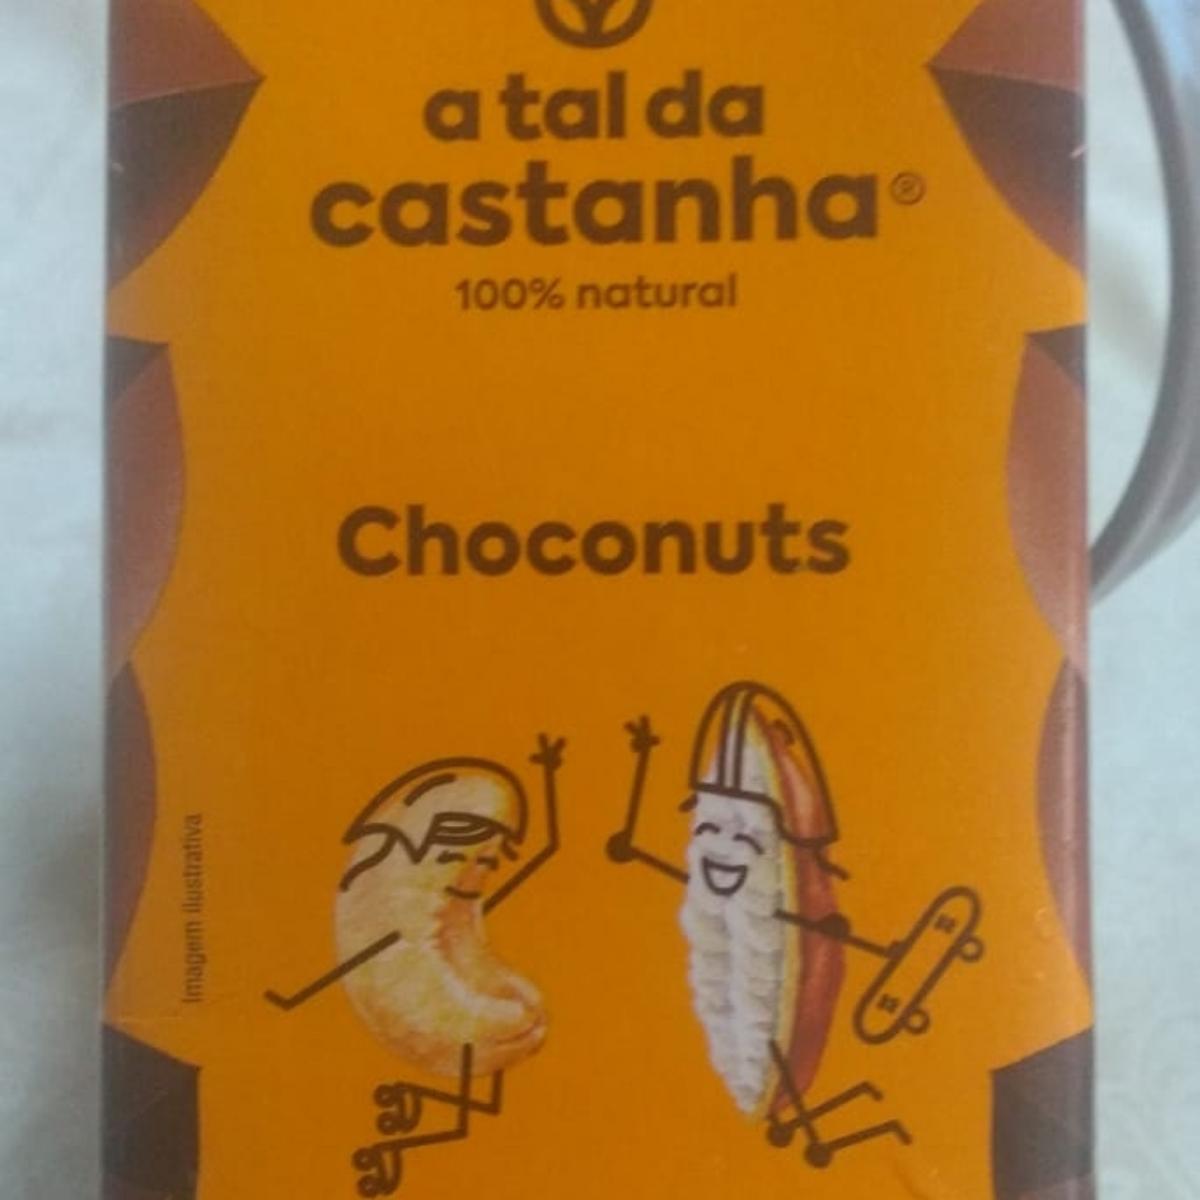 a tal da
castanha®
100% natural
Choconuts
Imagem ilustrativa